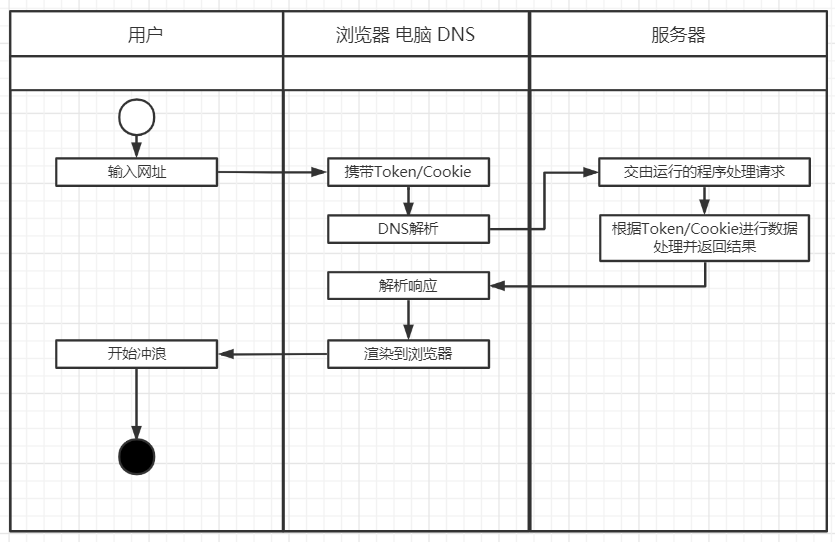 用户
浏览器 电脑 DNS
服务器
输入网址
携带Token/Cookie
交由运行的程序处理请求
DNS解析
根据Token/Cookie进行数据
处理并返回结果
解析响应
开始冲浪
渲染到浏览器